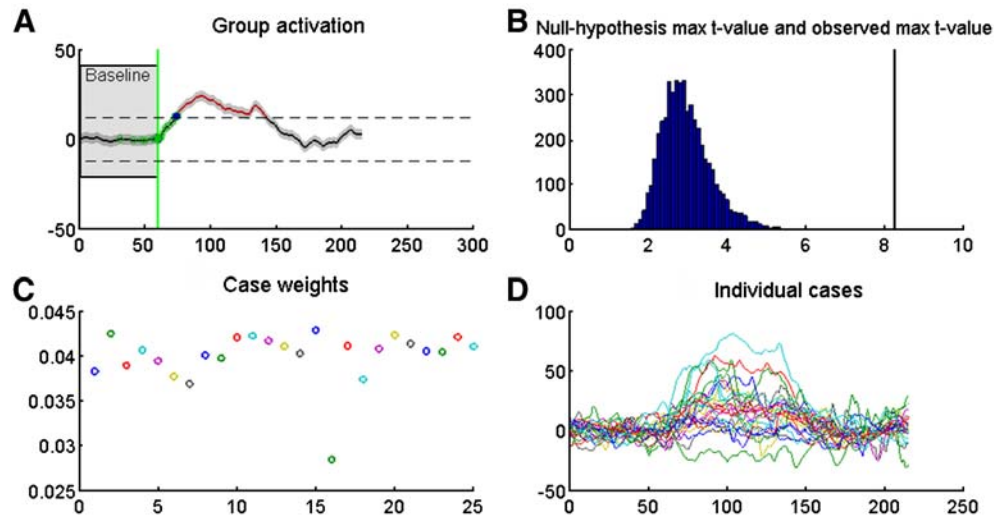 A
Group activation
50
0
-50
Baseline
0 50 100 150 200 250 300
B
Null-hypothesis max t-value and observed max t-value
400
300
200
100
0
0 2 4 6 8 10
C
Case weights
0.045
0.04
0.035
0.03
0.025
0 5 10 15 20 25
D
Individual cases
100
50
0
-50
0 50 100 150 200 250